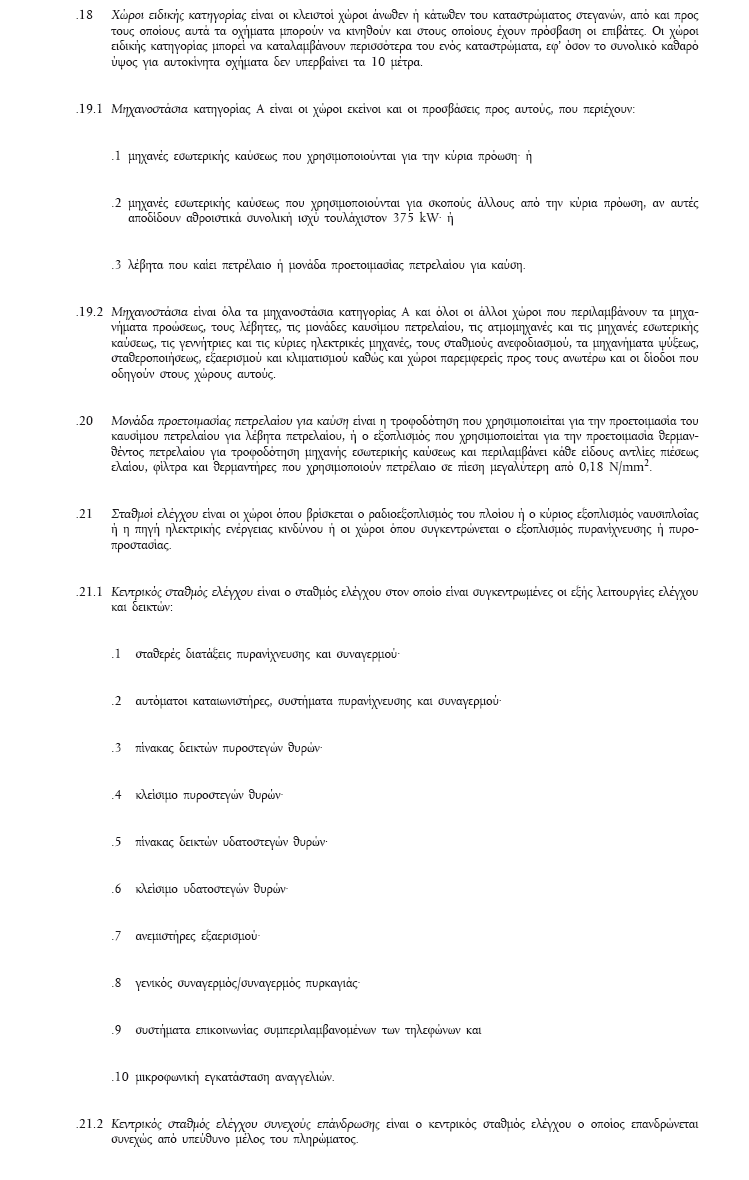 .18 Χώροι ειδικής κατηγορίας είναι οι κλειστοί χώροι άνωθεν ή κάτωθεν του καταστρώματος στεγανών, από και προς
τους οποίους αυτά τα οχήματα μπορούν να κινηθούν και στους οποίους έχουν πρόσβαση οι επιβάτες. Οι χώροι
ειδικής κατηγορίας μπορεί να καταλαμβάνουν περισσότερα του ενός καταστρώματα, εφ' όσον το συνολικό καθαρό
ύψος για αυτοκίνητα οχήματα δεν υπερβαίνει τα 10 μέτρα.
.19.1 Μηχανοστάσια κατηγορίας Α είναι οι χώροι εκείνοι και οι προσβάσεις προς αυτούς, που περιέχουν:
.1 μηχανές εσωτερικής καύσεως που χρησιμοποιούνται για την κύρια πρόωση· ή
.2 μηχανές εσωτερικής καύσεως που χρησιμοποιούνται για σκοπούς άλλους από την κύρια πρόωση, αν αυτές
αποδίδουν αθροιστικά συνολική ισχύ τουλάχιστον 375 kW· ή
.3 λέβητα που καίει πετρέλαιο ή μονάδα προετοιμασίας πετρελαίου για καύση.
.19.2 Μηχανοστάσια είναι όλα τα μηχανοστάσια κατηγορίας Α και όλοι οι άλλοι χώροι που περιλαμβάνουν τα μηχα-
νήματα προώσεως, τους λέβητες, τις μονάδες καυσίμου πετρελαίου, τις ατμομηχανές και τις μηχανές εσωτερικής
καύσεως, τις γεννήτριες και τις κύριες ηλεκτρικές μηχανές, τους σταθμούς ανεφοδιασμού, τα μηχανήματα ψύξεως,
σταθεροποιήσεως, εξαερισμού και κλιματισμού καθώς και χώροι παρεμφερείς προς τους ανωτέρω και οι δίοδοι που
οδηγούν στους χώρους αυτούς.
.20 Μονάδα προετοιμασίας πετρελαίου για καύση είναι η τροφοδότηση που χρησιμοποιείται για την προετοιμασία του
καυσίμου πετρελαίου για λέβητα πετρελαίου, ή ο εξοπλισμός που χρησιμοποιείται για την προετοιμασία θερμαν-
θέντος πετρελαίου για τροφοδότηση μηχανής εσωτερικής καύσεως και περιλαμβάνει κάθε είδους αντλίες πιέσεως
ελαίου, φίλτρα και θερμαντήρες που χρησιμοποιούν πετρέλαιο σε πίεση μεγαλύτερη από 0,18 N/mm².
.21 Σταθμοί ελέγχου είναι οι χώροι όπου βρίσκεται ο ραδιοεξοπλισμός του πλοίου ή ο κύριος εξοπλισμός ναυσιπλοΐας
ή η πηγή ηλεκτρικής ενέργειας κινδύνου ή οι χώροι όπου συγκεντρώνεται ο εξοπλισμός πυρανίχνευσης ή πυρο-
προστασίας.
.21.1 Κεντρικός σταθμός ελέγχου είναι ο σταθμός ελέγχου στον οποίο είναι συγκεντρωμένες οι εξής λειτουργίες ελέγχου
και δεικτών:
.1 σταθερές διατάξεις πυρανίχνευσης και συναγερμού·
.2 αυτόματοι καταιωνιστήρες, συστήματα πυρανίχνευσης και συναγερμού·
.3 πίνακας δεικτών πυροστεγών θυρών·
.4 κλείσιμο πυροστεγών θυρών·
.5 πίνακας δεικτών υδατοστεγών θυρών·
.6 κλείσιμο υδατοστεγών θυρών·
.7 ανεμιστήρες εξαερισμού·
.8 γενικός συναγερμός/συναγερμός πυρκαγιάς·
.9 συστήματα επικοινωνίας συμπεριλαμβανομένων των τηλεφώνων και
.10 μικροφωνική εγκατάσταση αναγγελιών.
.21.2 Κεντρικός σταθμός ελέγχου συνεχούς επάνδρωσης είναι ο κεντρικός σταθμός ελέγχου ο οποίος επανδρώνεται
συνεχώς από υπεύθυνο μέλος του πληρώματος.